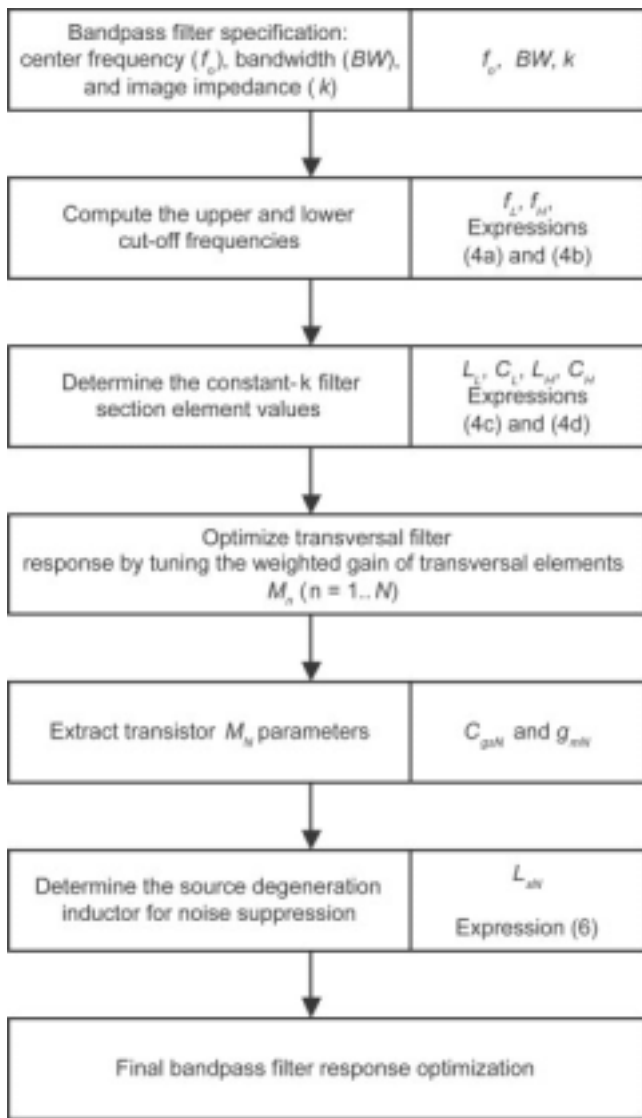 Bandpass filter specification:
center frequency (fo), bandwidth (BW),
and image impedance (k)
fo, BW, k
Compute the upper and lower
cut-off frequencies
fL, fH,
Expressions
(4a) and (4b)
Determine the constant-k filter
section element values
LL, CL, LH, CH
Expressions
(4c) and (4d)
Optimize transversal filter
response by tuning the weighted gain of transversal elements
Mn (n = 1.. N)
Extract transistor MN parameters
CgsN and gmN
Determine the source degeneration
inductor for noise suppression
LsN
Expression (6)
Final bandpass filter response optimization